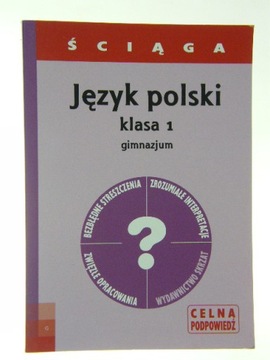 ŚCIĄGA
Język polski
klasa 1
gimnazjum
BEZBŁĘDNE STRESZCZENIA
ZROZUMIAŁE INTERPRETACJE
ZWIĘZŁE OPRACOWANIA
WYDAWNICTWO SKRZAT
?
CELNA
PODPOWIEDŹ